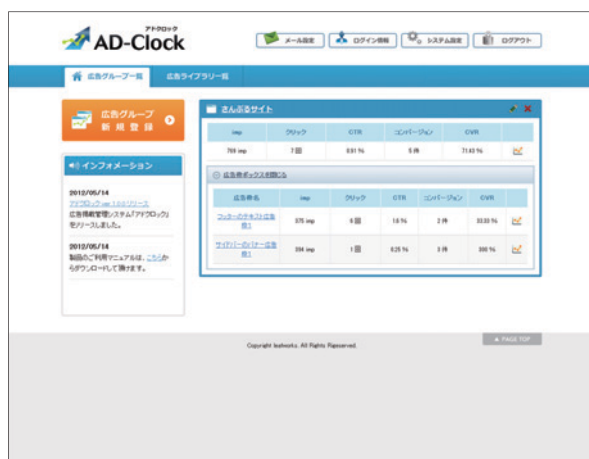 アドクロック
AD-Clock
メール設定
ログイン情報
システム設定
ログアウト
広告グループ一覧
広告ライブラリ一覧
広告グループ
新規登録
インフォメーション
2012/05/14
アドクロック ver 1.0.0 リリース
広告掲載管理システム「アドクロック」
をリリースしました。
2012/05/14
製品のご利用マニュアルは、こちらか
らダウンロードして頂けます。
さんぷるサイト
imp クリック CTR コンバージョン CVR
769 imp 7 回 0.91 % 5 件 71.43 %
広告枠ボックスを閉じる
広告枠名 imp クリック CTR コンバージョン CVR
フッターのテキスト広告
枠1
375 imp 6 回 1.6 % 2 件 33.33 %
サイドバーのバナー広告
枠1
394 imp 1 回 0.25 % 3 件 300 %
PAGE TOP
Copyright All Rights Reserved.